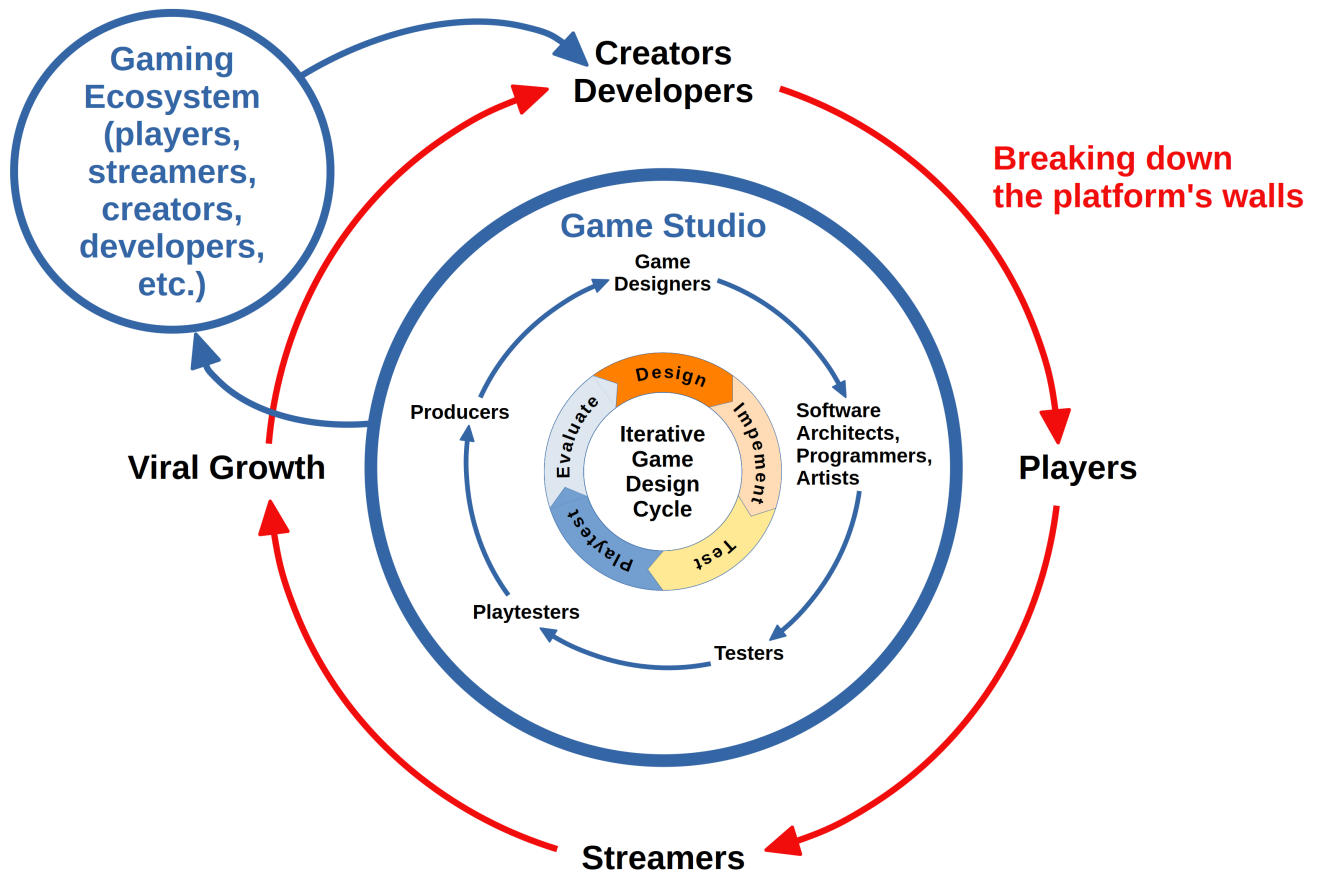 Gaming
Ecosystem
(players,
streamers,
creators,
developers,
etc.)
Creators
Developers
Breaking down
the platform's walls
Game Studio
Game
Designers
Producers
Software
Architects,
Programmers,
Artists
Design
Impement
Test
Playtest
Evaluate
Iterative
Game
Design
Cycle
Viral Growth
Players
Playtesters
Testers
Streamers